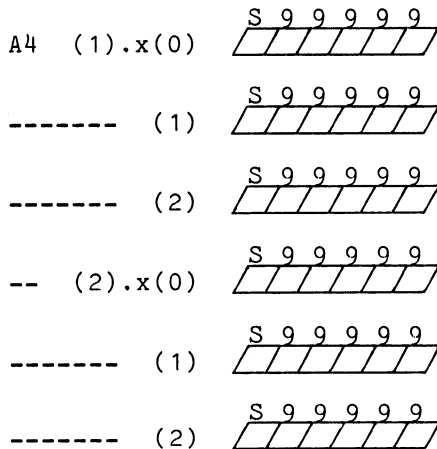 A4 (1).x(0) S 9 9 9 9 9
------- (1) S 9 9 9 9 9
------- (2) S 9 9 9 9 9
-- (2).x(0) S 9 9 9 9 9
------- (1) S 9 9 9 9 9
------- (2) S 9 9 9 9 9